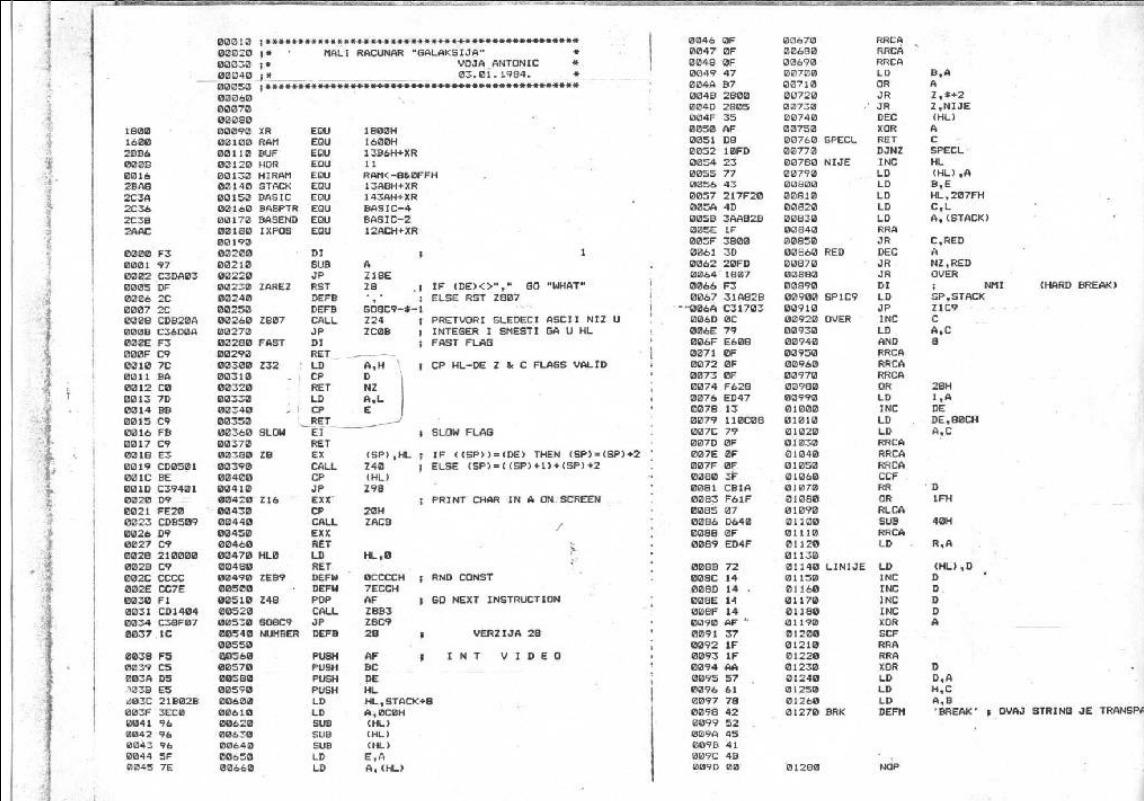 00010 ;***********************************************
00020 ;* MALI RACUNAR "GALAKSIJA" *
00030 ;* VOJA ANTONIC *
00040 ;* 03.01.1984. *
00050 ;***********************************************
00060
00070
00080
1800 00090 XR EQU 1800H
1600 00100 RAM EQU 1600H
2BB6 00110 BUF EQU 13B6H+XR
000B 00120 HOR EQU 11
0016 00130 HIRAM EQU RAM<-8&0FFH
2BA8 00140 STACK EQU 13A8H+XR
2C3A 00150 BASIC EQU 143AH+XR
2C36 00160 BASPTR EQU BASIC-4
2C38 00170 BASEND EQU BASIC-2
2AAC 00180 IXPOS EQU 12ACH+XR
00190
0000 F3 00200 DI ; 1
0001 97 00210 SUB A
0002 C3DA03 00220 JP Z18E
0005 DF 00230 ZAREZ RST Z8 ; IF (DE)<>"," GO "WHAT"
0006 2C 00240 DEFB ',' ; ELSE RST Z807
0007 2C 00250 DEFB GO8C9-$-1
0008 CDB20A 00260 Z807 CALL Z24 ; PRETVORI SLEDECI ASCII NIZ U
000B C36D0A 00270 JP ZC0B ; INTEGER I SMESTI GA U HL
000E F3 00280 FAST DI ; FAST FLAG
000F C9 00290 RET
0010 7C 00300 Z32 LD A,H ; CP HL-DE Z & C FLAGS VALID
0011 BA 00310 CP D
0012 C0 00320 RET NZ
0013 7D 00330 LD A,L
0014 BB 00340 CP E
0015 C9 00350 RET
0016 FB 00360 SLOW EI ; SLOW FLAG
0017 C9 00370 RET
0018 E3 00380 Z8 EX (SP),HL ; IF ((SP))=(DE) THEN (SP)=(SP)+2
0019 CD0501 00390 CALL Z40 ; ELSE (SP)=((SP)+1)+(SP)+2
001C BE 00400 CP (HL)
001D C39401 00410 JP Z98
0020 D9 00420 Z16 EXX ; PRINT CHAR IN A ON SCREEN
0021 FE20 00430 CP 20H
0023 CDB509 00440 CALL ZACB
0026 D9 00450 EXX
0027 C9 00460 RET
0028 210000 00470 HL0 LD HL,0
002B C9 00480 RET
002C CCCC 00490 ZEB9 DEFW 0CCCCH ; RND CONST
002E CC7E 00500 DEFW 7ECCH
0030 F1 00510 Z48 POP AF ; GO NEXT INSTRUCTION
0031 CD1404 00520 CALL ZBB3
0034 C38F07 00530 GO8C9 JP Z8C9
0037 1C 00540 NUMBER DEFB 28 ; VERZIJA 28
00550
0038 F5 00560 PUSH AF ; I N T V I D E O
0039 C5 00570 PUSH BC
003A D5 00580 PUSH DE
003B E5 00590 PUSH HL
003C 21B02B 00600 LD HL,STACK+8
003F 3EC0 00610 LD A,0C0H
0041 96 00620 SUB (HL)
0042 96 00630 SUB (HL)
0043 96 00640 SUB (HL)
0044 5F 00650 LD E,A
0045 7E 00660 LD A,(HL)
0046 0F 00670 RRCA
0047 0F 00680 RRCA
0048 0F 00690 RRCA
0049 47 00700 LD B,A
004A B7 00710 OR A
004B 2800 00720 JR Z,$+2
004D 2805 00730 JR Z,NIJE
004F 35 00740 DEC (HL)
0050 AF 00750 XOR A
0051 D8 00760 SPECL RET C
0052 10FD 00770 DJNZ SPECL
0054 23 00780 NIJE INC HL
0055 77 00790 LD (HL),A
0056 43 00800 LD B,E
0057 217F20 00810 LD HL,207FH
005A 4D 00820 LD C,L
005B 3AA82B 00830 LD A,(STACK)
005E 1F 00840 RRA
005F 3800 00850 JR C,RED
0061 3D 00860 RED DEC A
0062 20FD 00870 JR NZ,RED
0064 1807 00880 JR OVER
0066 F3 00890 DI ; NMI (HARD BREAK)
0067 31A82B 00900 SP1C9 LD SP,STACK
006A C31703 00910 JP Z1C9
006D 0C 00920 OVER INC C
006E 79 00930 LD A,C
006F E608 00940 AND 8
0071 0F 00950 RRCA
0072 0F 00960 RRCA
0073 0F 00970 RRCA
0074 F628 00980 OR 28H
0076 ED47 00990 LD I,A
0078 13 01000 INC DE
0079 110C08 01010 LD DE,80CH
007C 79 01020 LD A,C
007D 0F 01030 RRCA
007E 0F 01040 RRCA
007F 0F 01050 RRCA
0080 3F 01060 CCF
0081 CB1A 01070 RR D
0083 F61F 01080 OR 1FH
0085 07 01090 RLCA
0086 D640 01100 SUB 40H
0088 0F 01110 RRCA
0089 ED4F 01120 LD R,A
01130
008B 72 01140 LINIJE LD (HL),D
008C 14 01150 INC D
008D 14 01160 INC D
008E 14 01170 INC D
008F 14 01180 INC D
0090 AF 01190 XOR A
0091 37 01200 SCF
0092 1F 01210 RRA
0093 1F 01220 RRA
0094 AA 01230 XOR D
0095 57 01240 LD D,A
0096 61 01250 LD H,C
0097 78 01260 LD A,B
0098 42 01270 BRK DEFM 'BREAK' ; OVAJ STRING JE TRANSPA
0099 52
009A 45
009B 41
009C 4B
009D 00 01280 NOP